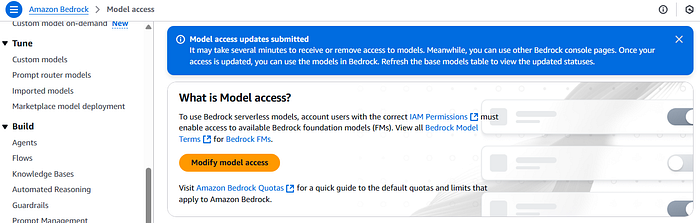 Amazon Bedrock > Model access
Custom model on-demand New
Tune
Custom models
Prompt router models
Imported models
Marketplace model deployment
Build
Agents
Flows
Knowledge Bases
Automated Reasoning
Guardrails
Prompt Management
Model access updates submitted
It may take several minutes to receive or remove access to models. Meanwhile, you can use other Bedrock console pages. Once your
access is updated, you can use the models in Bedrock. Refresh the base models table to view the updated statuses.
What is Model access?
To use Bedrock serverless models, account users with the correct IAM Permissions must
enable access to available Bedrock foundation models (FMs). View all Bedrock Model
Terms for Bedrock FMs.
Modify model access
Visit Amazon Bedrock Quotas for a quick guide to the default quotas and limits that
apply to Amazon Bedrock.